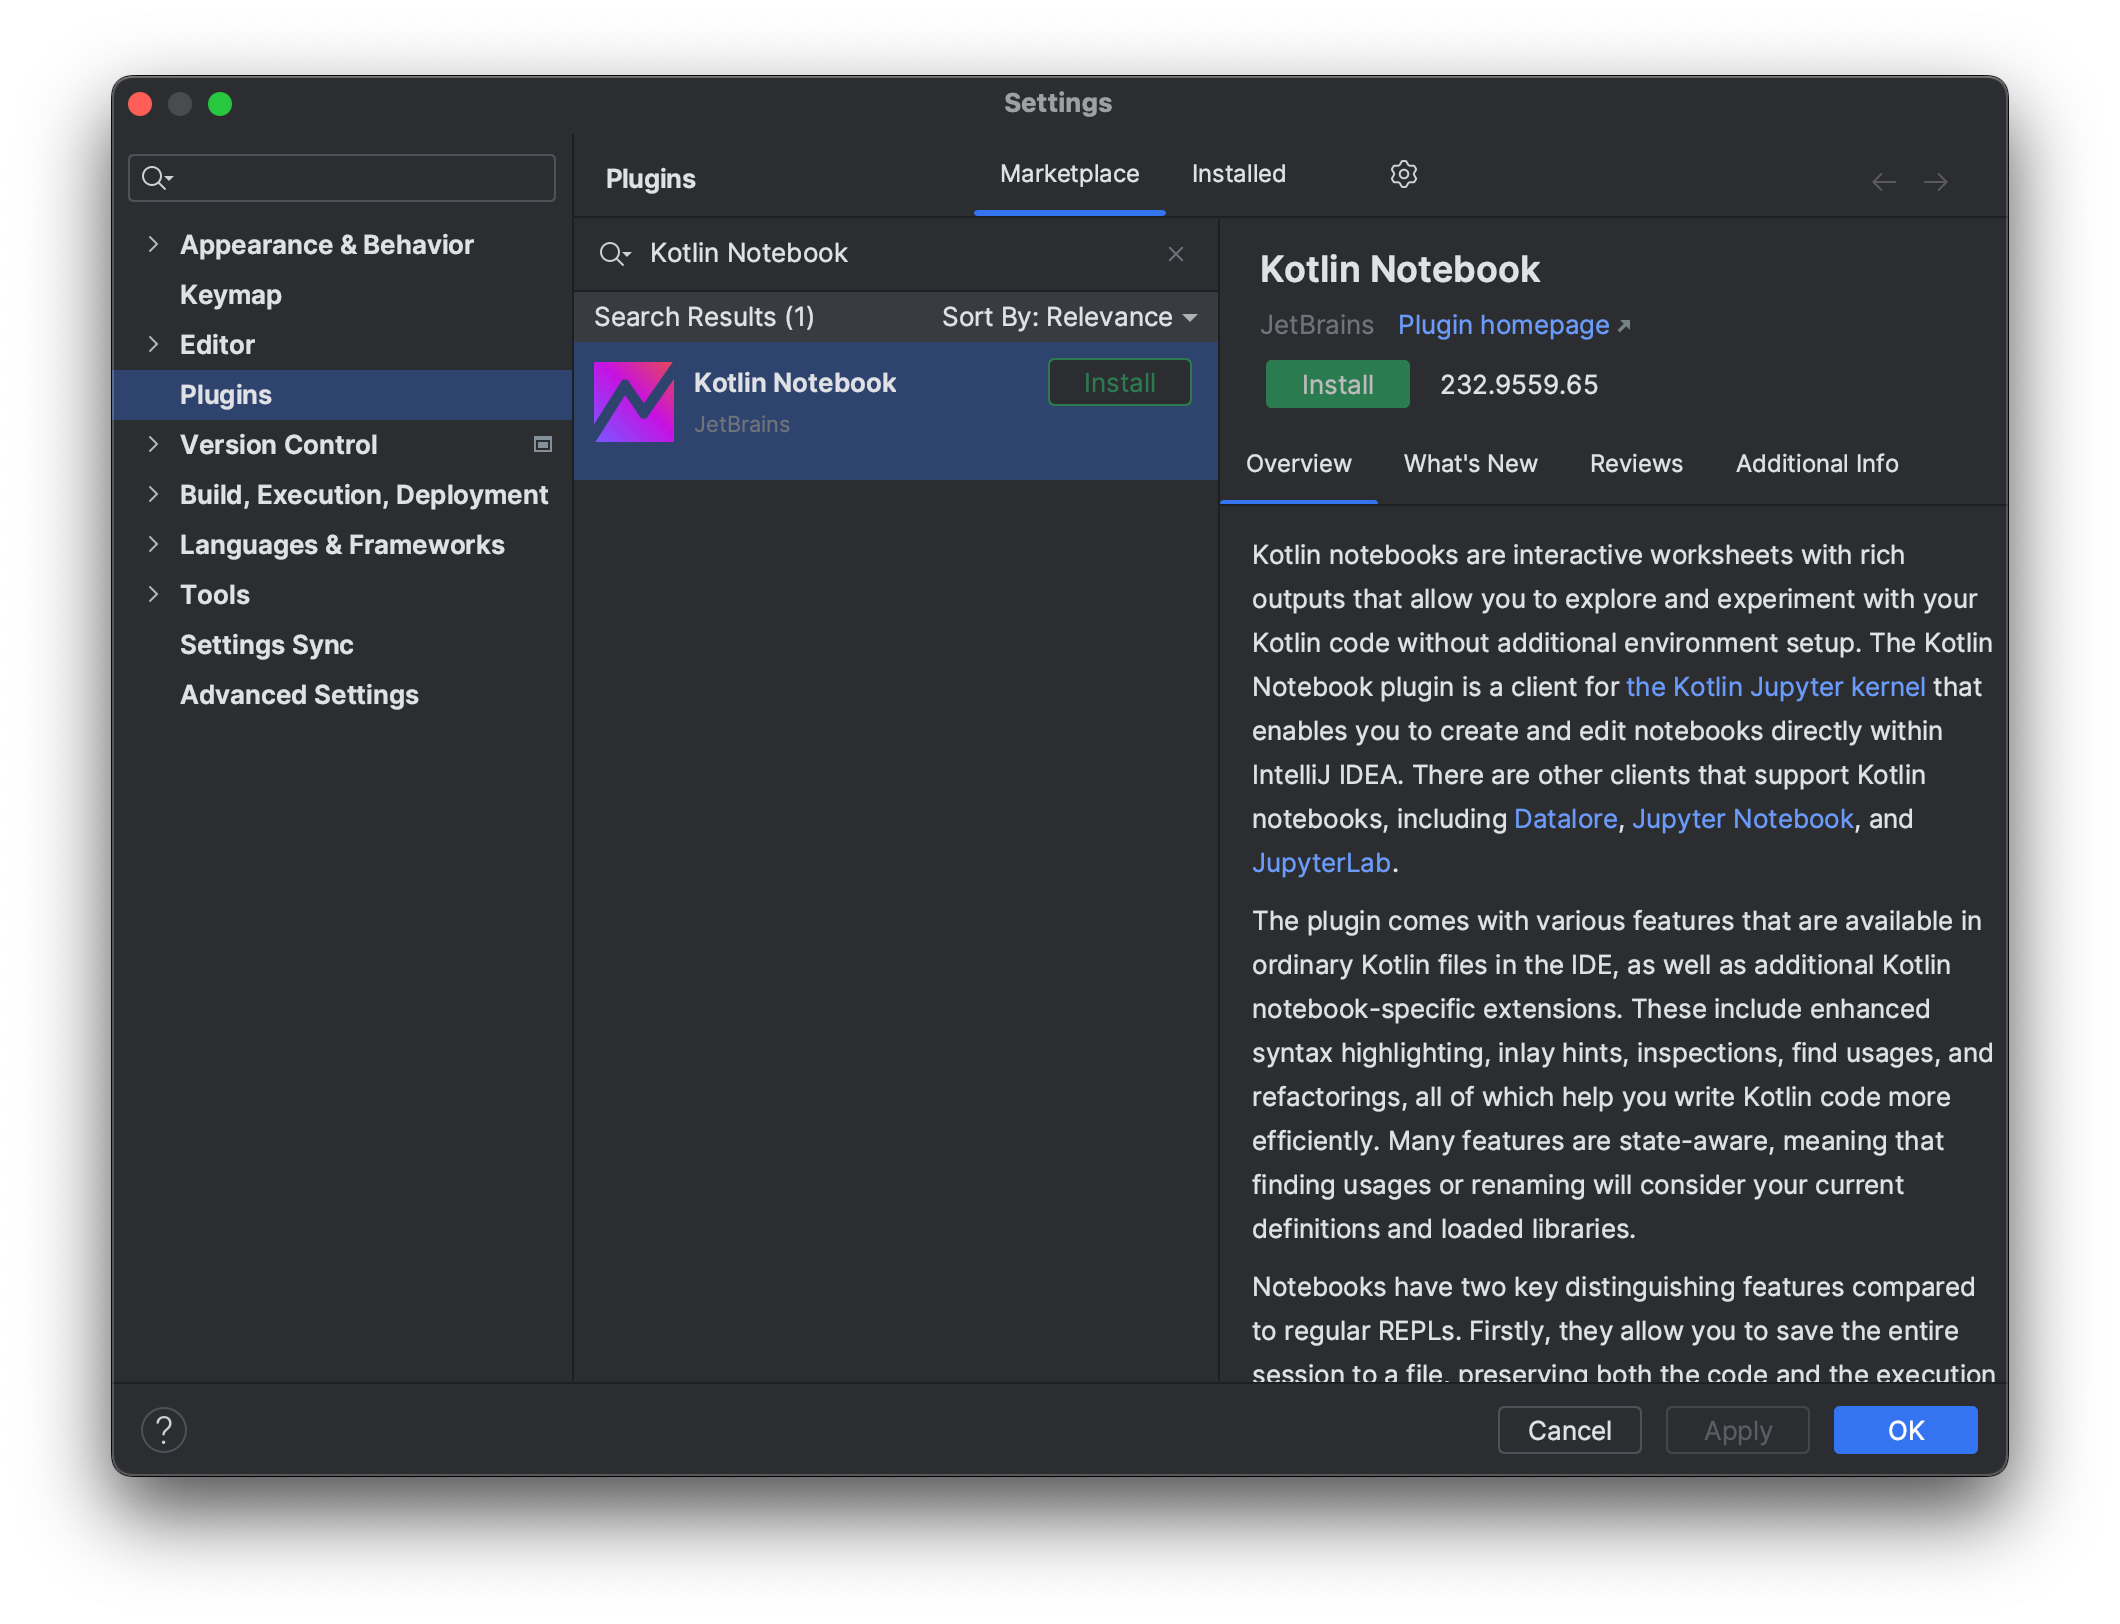 Settings
Appearance & Behavior
Keymap
Editor
Plugins
Version Control
Build, Execution, Deployment
Languages & Frameworks
Tools
Settings Sync
Advanced Settings
Plugins
Marketplace
Installed
Kotlin Notebook
Search Results (1)
Sort By: Relevance
Kotlin Notebook
Install
JetBrains
Kotlin Notebook
JetBrains Plugin homepage
Install
232.9559.65
Overview
What's New
Reviews
Additional Info
Kotlin notebooks are interactive worksheets with rich
outputs that allow you to explore and experiment with your
Kotlin code without additional environment setup. The Kotlin
Notebook plugin is a client for the Kotlin Jupyter kernel that
enables you to create and edit notebooks directly within
IntelliJ IDEA. There are other clients that support Kotlin
notebooks, including Datalore, Jupyter Notebook, and
JupyterLab.
The plugin comes with various features that are available in
ordinary Kotlin files in the IDE, as well as additional Kotlin
notebook-specific extensions. These include enhanced
syntax highlighting, inlay hints, inspections, find usages, and
refactorings, all of which help you write Kotlin code more
efficiently. Many features are state-aware, meaning that
finding usages or renaming will consider your current
definitions and loaded libraries.
Notebooks have two key distinguishing features compared
to regular REPLs. Firstly, they allow you to save the entire
session to a file, preserving both the code and the execution
?
Cancel
Apply
OK